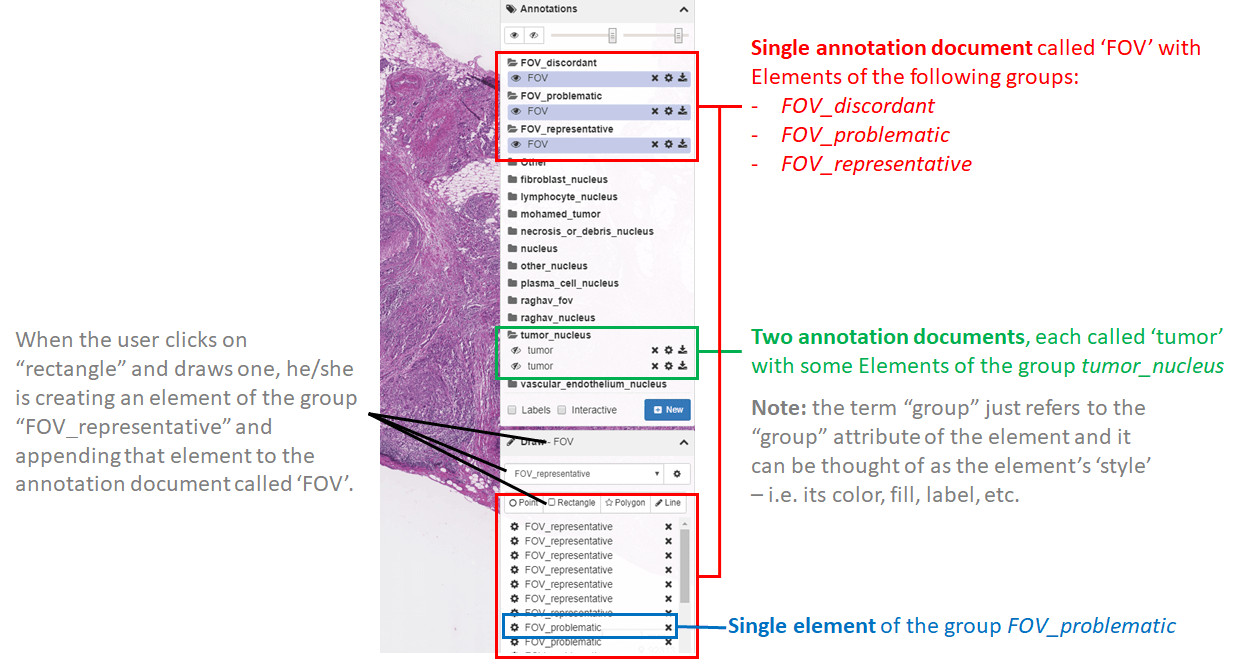 Annotations
FOV_discordant
FOV
FOV_problematic
FOV
FOV_representative
FOV
Other
fibroblast_nucleus
lymphocyte_nucleus
mohamed_tumor
necrosis_or_debris_nucleus
nucleus
other_nucleus
plasma_cell_nucleus
raghav_fov
raghav_nucleus
tumor_nucleus
tumor
tumor
vascular_endothelium_nucleus
Labels Interactive New
Draw - FOV
FOV_representative
Point Rectangle Polygon Line
FOV_representative
FOV_representative
FOV_representative
FOV_representative
FOV_representative
FOV_representative
FOV_representative
FOV_problematic
FOV_problematic
Single annotation document called ‘FOV’ with
Elements of the following groups:
- FOV_discordant
- FOV_problematic
- FOV_representative
When the user clicks on
“rectangle” and draws one, he/she
is creating an element of the group
“FOV_representative” and
appending that element to the
annotation document called ‘FOV’.
Two annotation documents, each called ‘tumor’
with some Elements of the group tumor_nucleus
Note: the term “group” just refers to the
“group” attribute of the element and it
can be thought of as the element’s ‘style’
– i.e. its color, fill, label, etc.
Single element of the group FOV_problematic